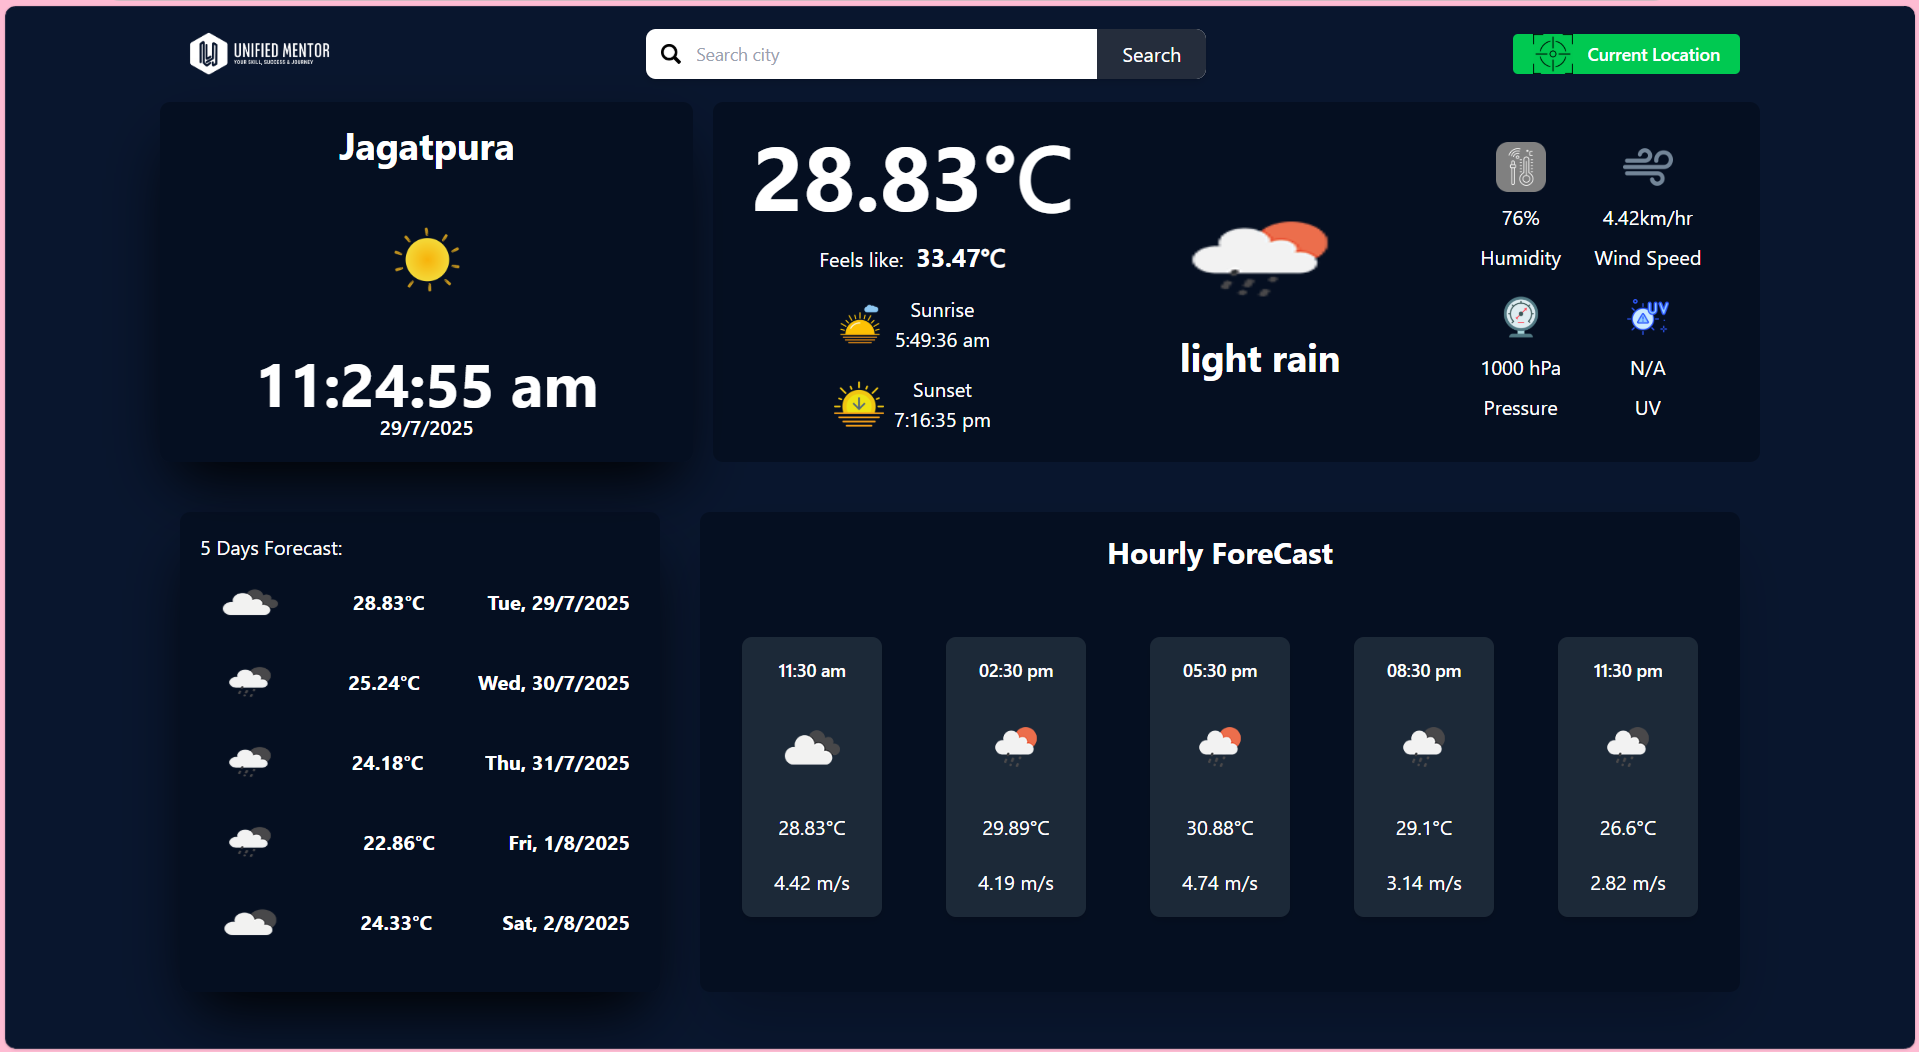 UNIFIED MENTOR
YOUR SKILL, SUCCESS & JOURNEY
Search city
Search
Current Location
Jagatpura
11:24:55 am
29/7/2025
28.83°C
Feels like: 33.47°C
Sunrise
5:49:36 am
Sunset
7:16:35 pm
light rain
76%
Humidity
4.42km/hr
Wind Speed
1000 hPa
Pressure
UV
N/A
UV
5 Days Forecast:
28.83°C Tue, 29/7/2025
25.24°C Wed, 30/7/2025
24.18°C Thu, 31/7/2025
22.86°C Fri, 1/8/2025
24.33°C Sat, 2/8/2025
Hourly ForeCast
11:30 am
28.83°C
4.42 m/s
02:30 pm
29.89°C
4.19 m/s
05:30 pm
30.88°C
4.74 m/s
08:30 pm
29.1°C
3.14 m/s
11:30 pm
26.6°C
2.82 m/s